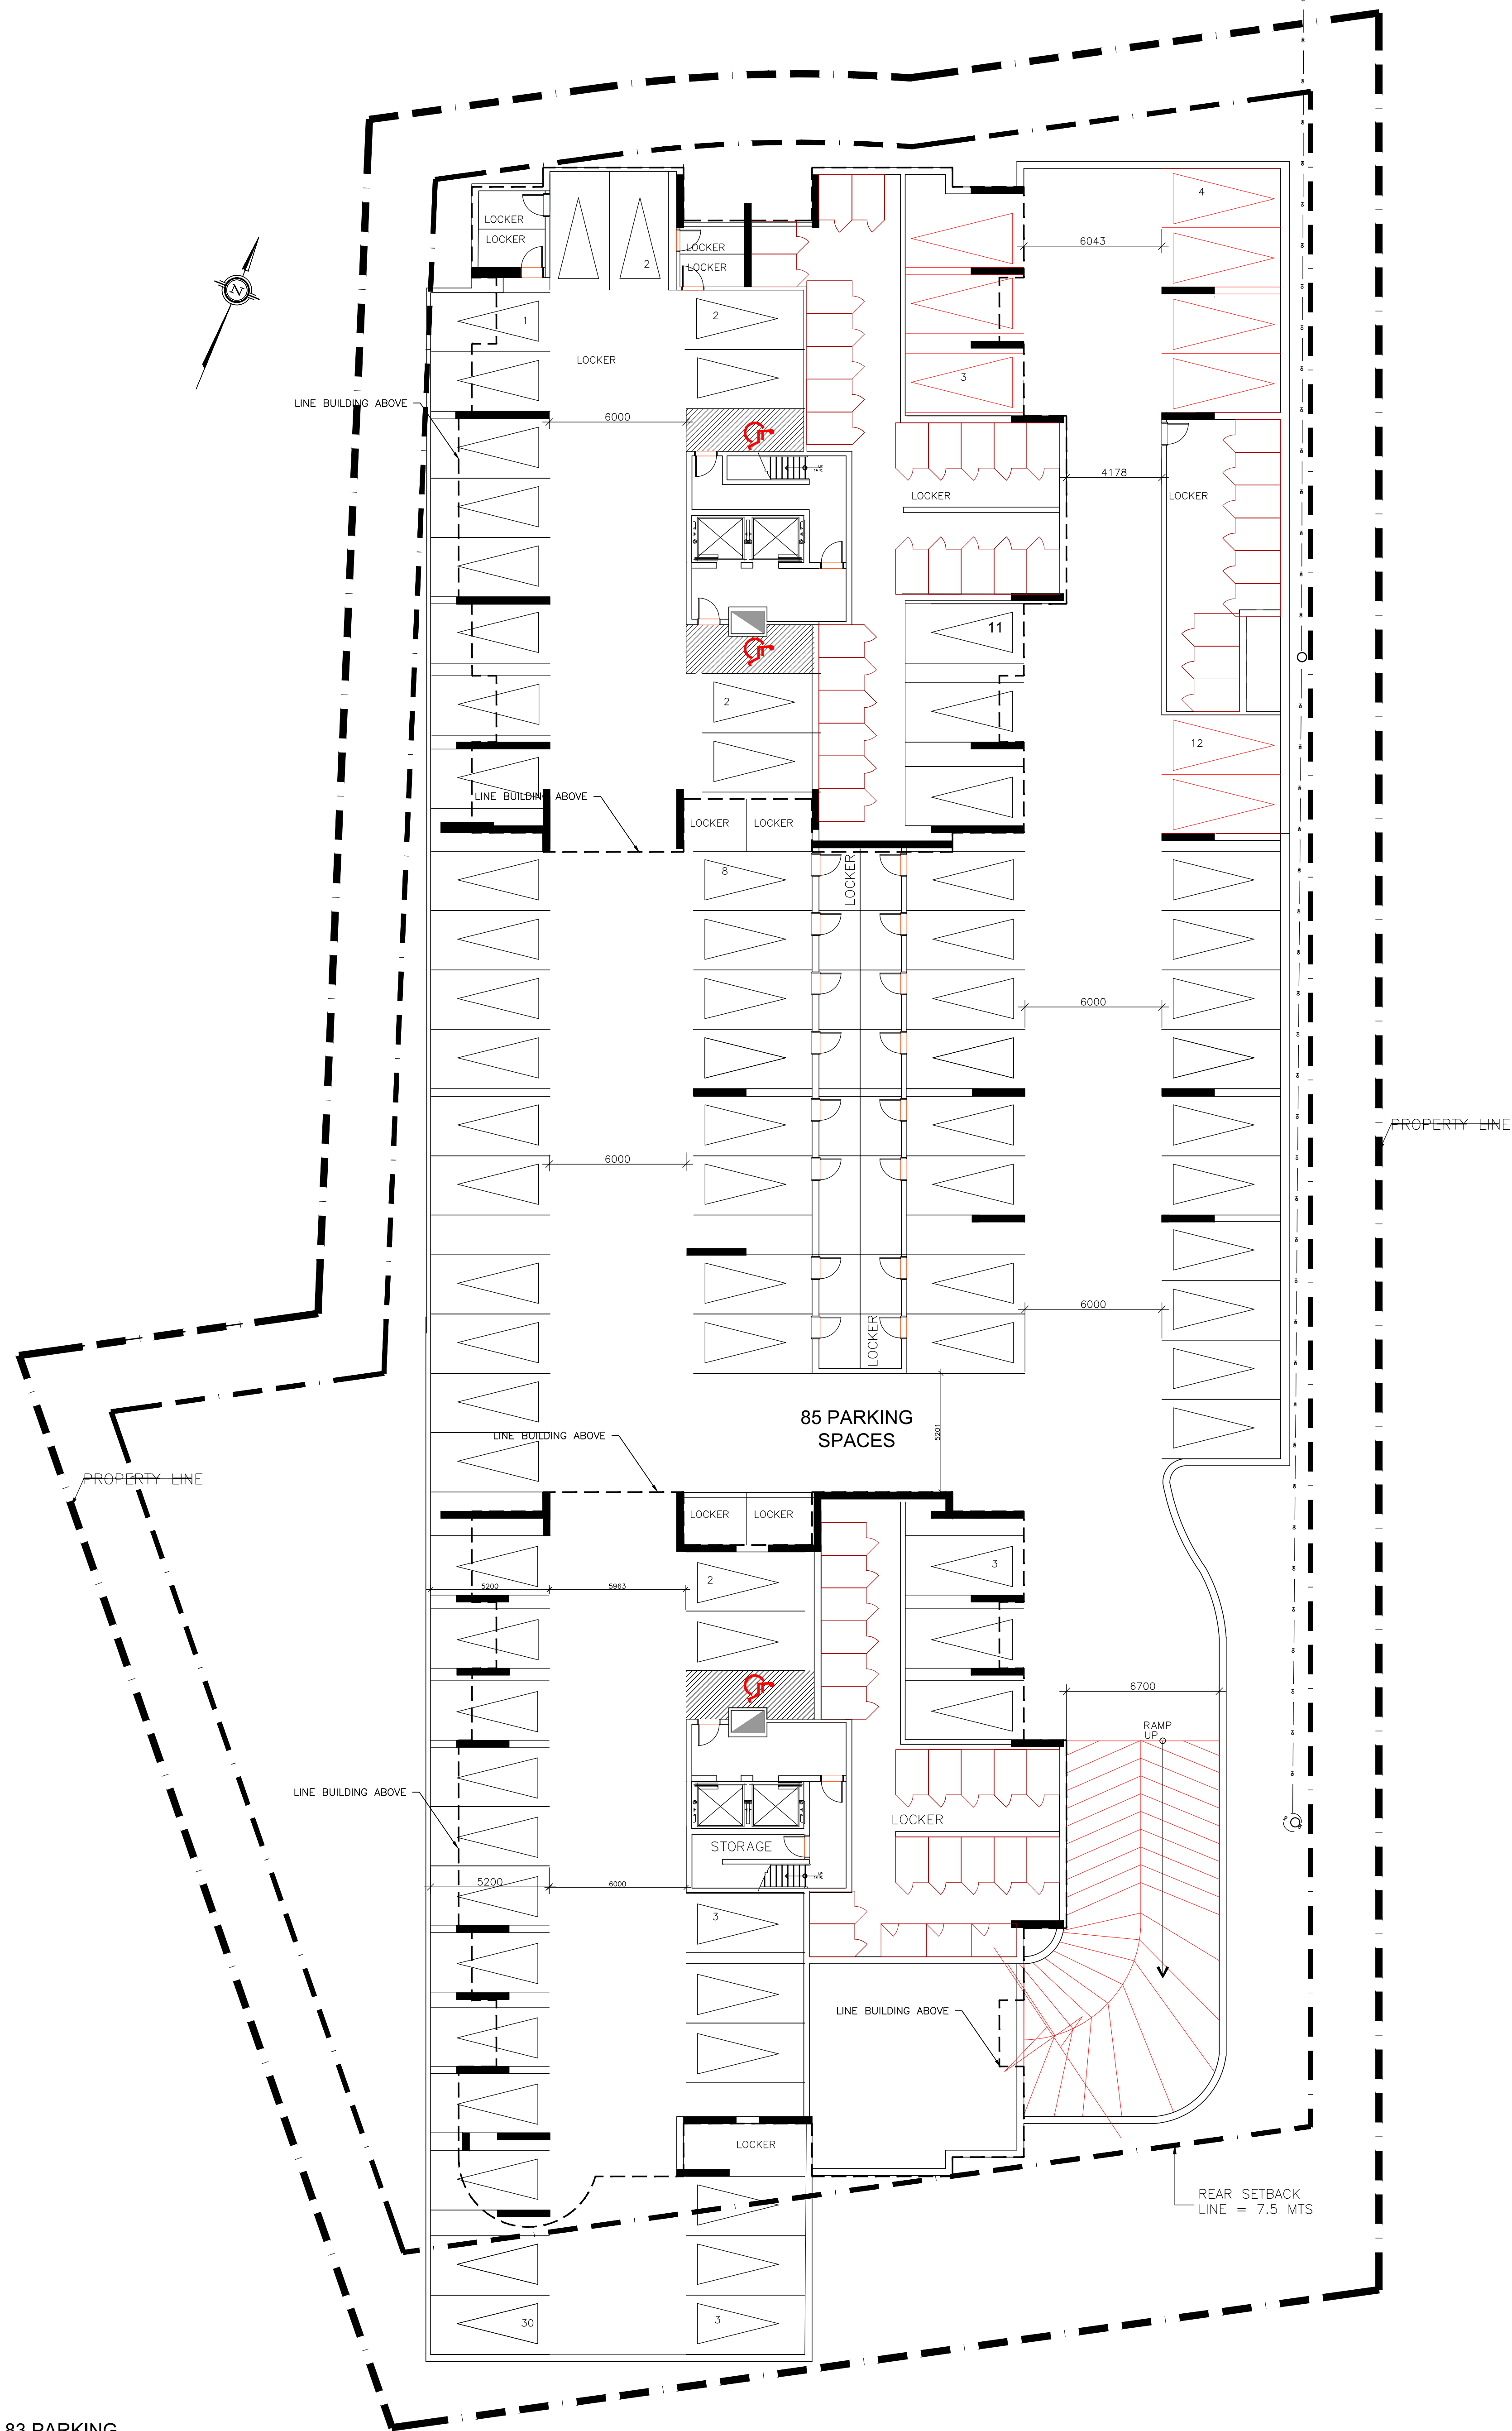 4
LOCKER
LOCKER
6043
LOCKER
LOCKER
2
N
1
2
LOCKER
3
LINE BUILDING ABOVE
6000
4178
LOCKER
LOCKER
11
2
12
LINE BUILDING ABOVE
LOCKER
LOCKER
LOCKER
8
6000
PROPERTY LINE
6000
6000
LOCKER
85 PARKING
SPACES
5201
LINE BUILDING ABOVE
PROPERTY LINE
LOCKER
LOCKER
3
2
5200
5963
6700
RAMP
UP
LINE BUILDING ABOVE
LOCKER
STORAGE
5200
6000
3
LINE BUILDING ABOVE
LOCKER
REAR SETBACK
LINE = 7.5 MTS
30
3
83 PARKING